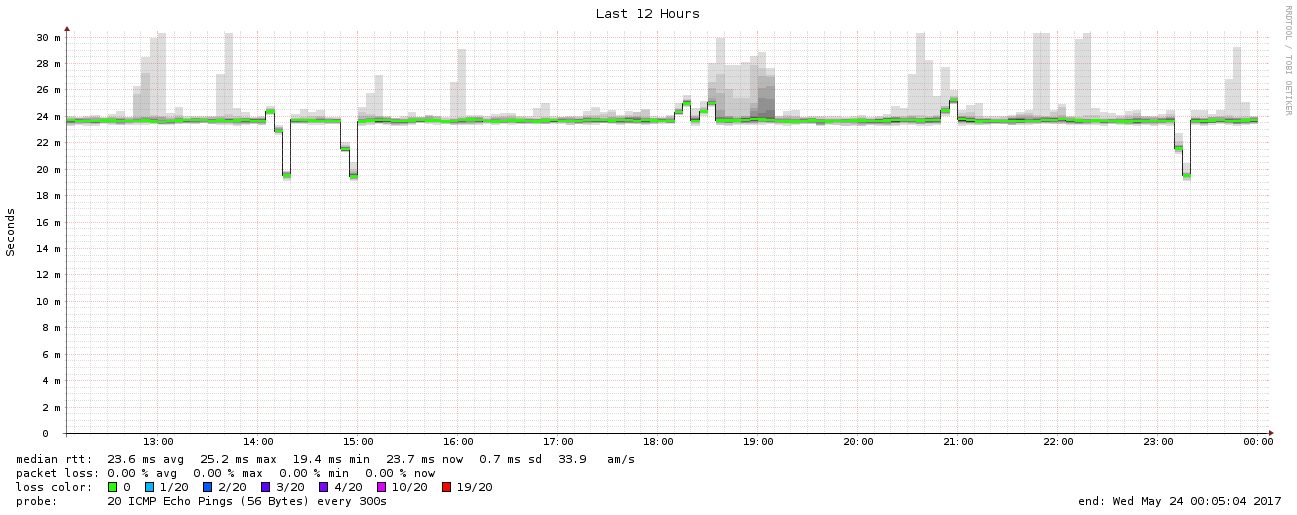 Last 12 Hours
RRDTOOL / TOBI OETIKER
Seconds
30 m
28 m
26 m
24 m
22 m
20 m
18 m
16 m
14 m
12 m
10 m
8 m
6 m
4 m
2 m
0
13:00 14:00 15:00 16:00 17:00 18:00 19:00 20:00 21:00 22:00 23:00 00:00
median rtt: 23.6 ms avg 25.2 ms max 19.4 ms min 23.7 ms now 0.7 ms sd 33.9 am/s
packet loss: 0.00 % avg 0.00 % max 0.00 % min 0.00 % now
loss color: 0 1/20 2/20 3/20 4/20 10/20 19/20
probe: 20 ICMP Echo Pings (56 Bytes) every 300s end: Wed May 24 00:05:04 2017